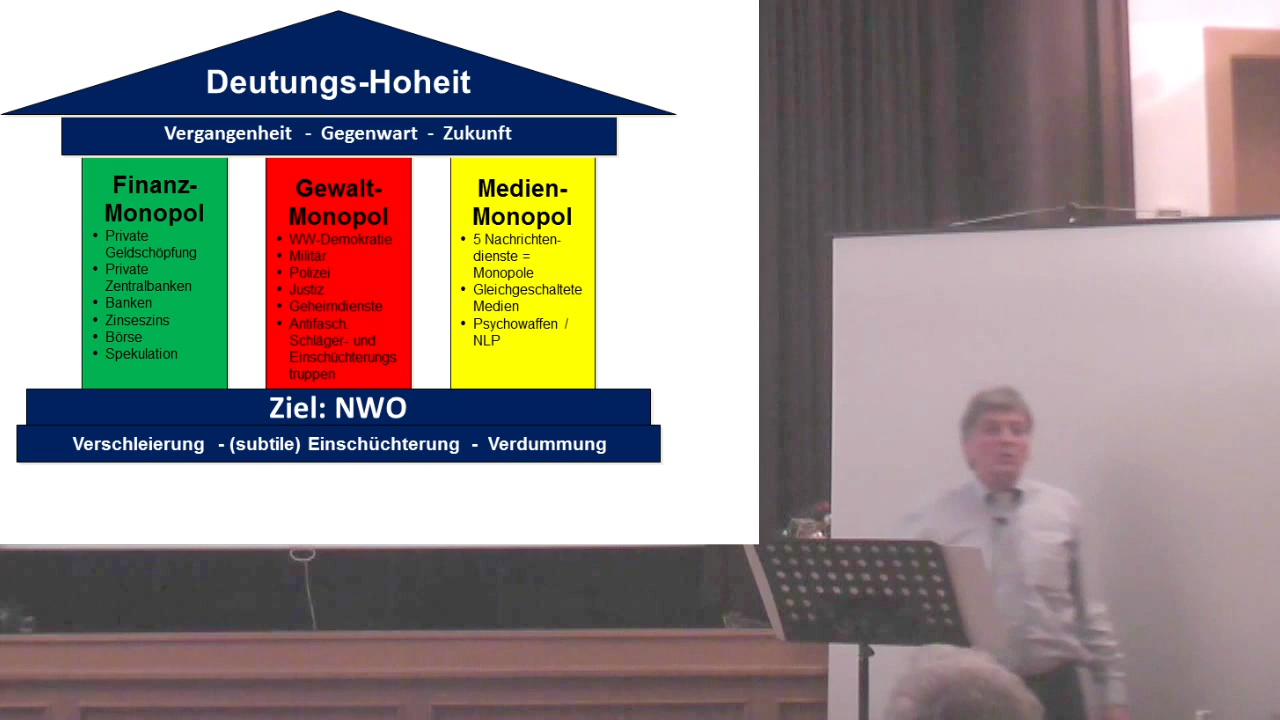 Deutungs-Hoheit
Vergangenheit - Gegenwart - Zukunft
Finanz-
Monopol
• Private
Geldschöpfung
• Private
Zentralbanken
• Banken
• Zinseszins
• Börse
• Spekulation
Gewalt-
Monopol
• WW-Demokratie
• Militär
• Polizei
• Justiz
• Geheimdienste
• Antifasch.
Schläger- und
Einschüchterungs
truppen
Medien-
Monopol
• 5 Nachrichten-
dienste =
Monopole
• Gleichgeschaltete
Medien
• Psychowaffen /
NLP
Ziel: NWO
Verschleierung - (subtile) Einschüchterung - Verdummung